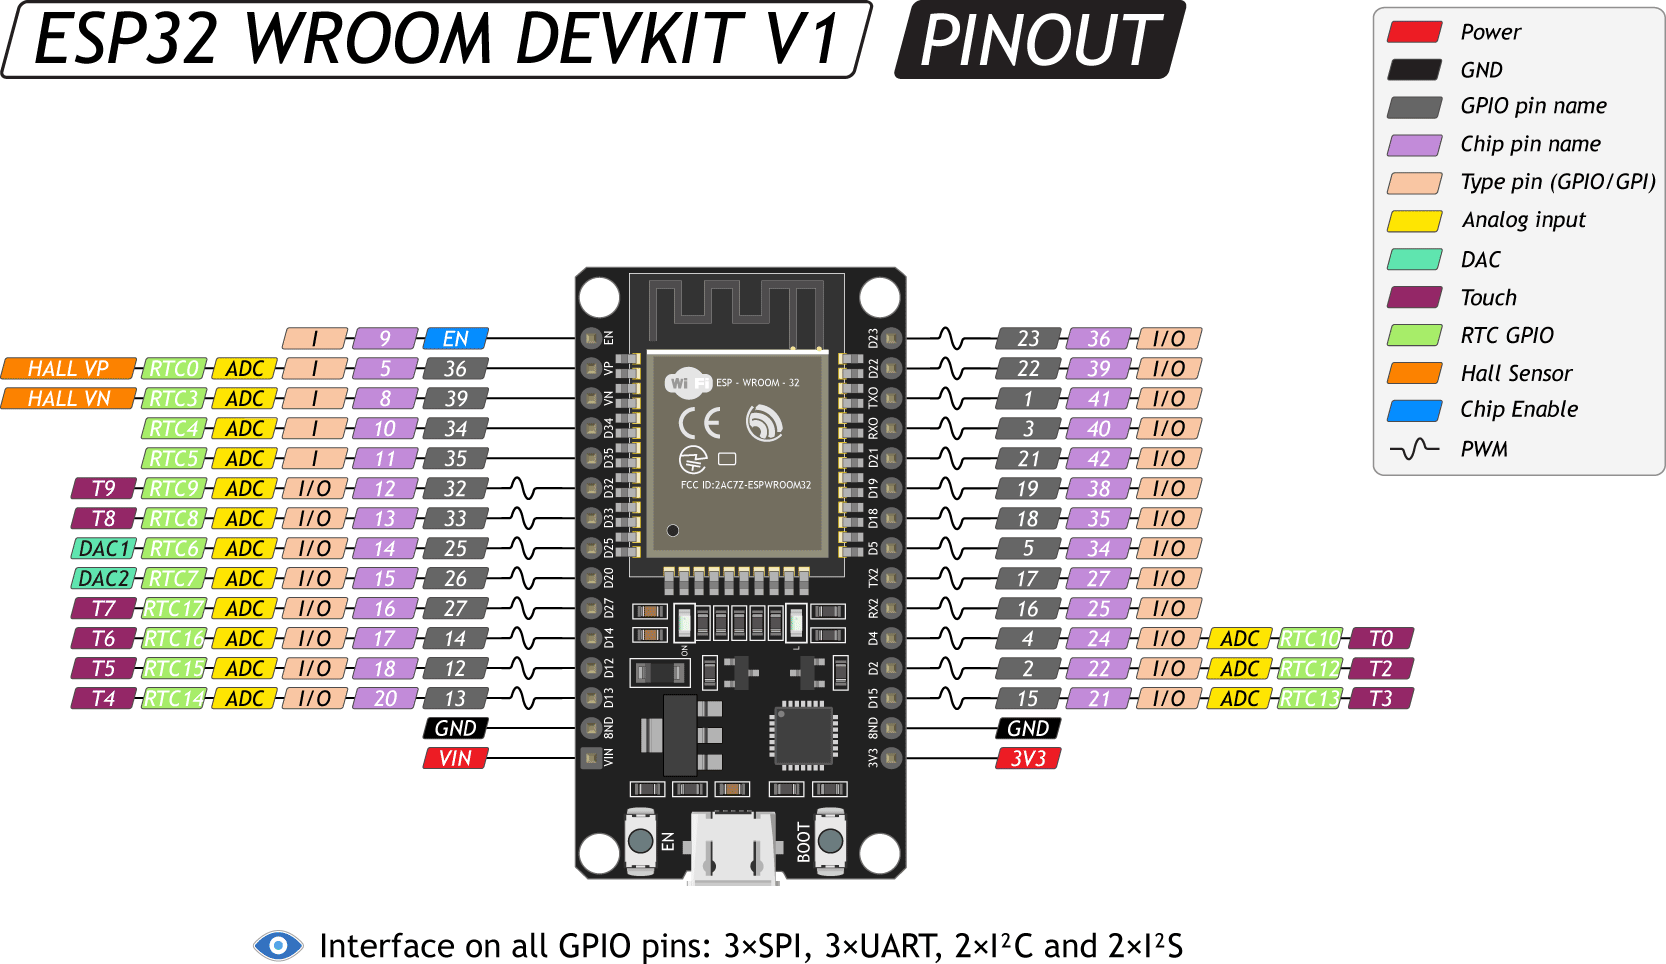 ESP32 WROOM DEVKIT V1 PINOUT
Power
GND
GPIO pin name
Chip pin name
Type pin (GPIO/GPI)
Analog input
DAC
Touch
RTC GPIO
Hall Sensor
Chip Enable
PWM
I 9 EN EN D23 23 36 I/O
HALL VP RTC0 ADC I 5 36 VP D22 22 39 I/O
HALL VN RTC3 ADC I 8 39 VN TX0 1 41 I/O
RTC4 ADC I 10 34 D34 RX0 3 40 I/O
RTC5 ADC I 11 35 D35 D21 21 42 I/O
T9 RTC9 ADC I/O 12 32 D32 D19 19 38 I/O
T8 RTC8 ADC I/O 13 33 D33 D18 18 35 I/O
DAC1 RTC6 ADC I/O 14 25 D25 D5 5 34 I/O
DAC2 RTC7 ADC I/O 15 26 D20 TX2 17 27 I/O
T7 RTC17 ADC I/O 16 27 D27 RX2 16 25 I/O
T6 RTC16 ADC I/O 17 14 D14 D4 4 24 I/O ADC RTC10 T0
T5 RTC15 ADC I/O 18 12 D12 D2 2 22 I/O ADC RTC12 T2
T4 RTC14 ADC I/O 20 13 D13 D15 15 21 I/O ADC RTC13 T3
GND 8ND 8ND GND
VIN VIN 3V3 3V3
Wi Fi ESP - WROOM - 32
CE
FCC ID:2AC7Z-ESPWROOM32
ON L
EN BOOT
Interface on all GPIO pins: 3×SPI, 3×UART, 2×I²C and 2×I²S